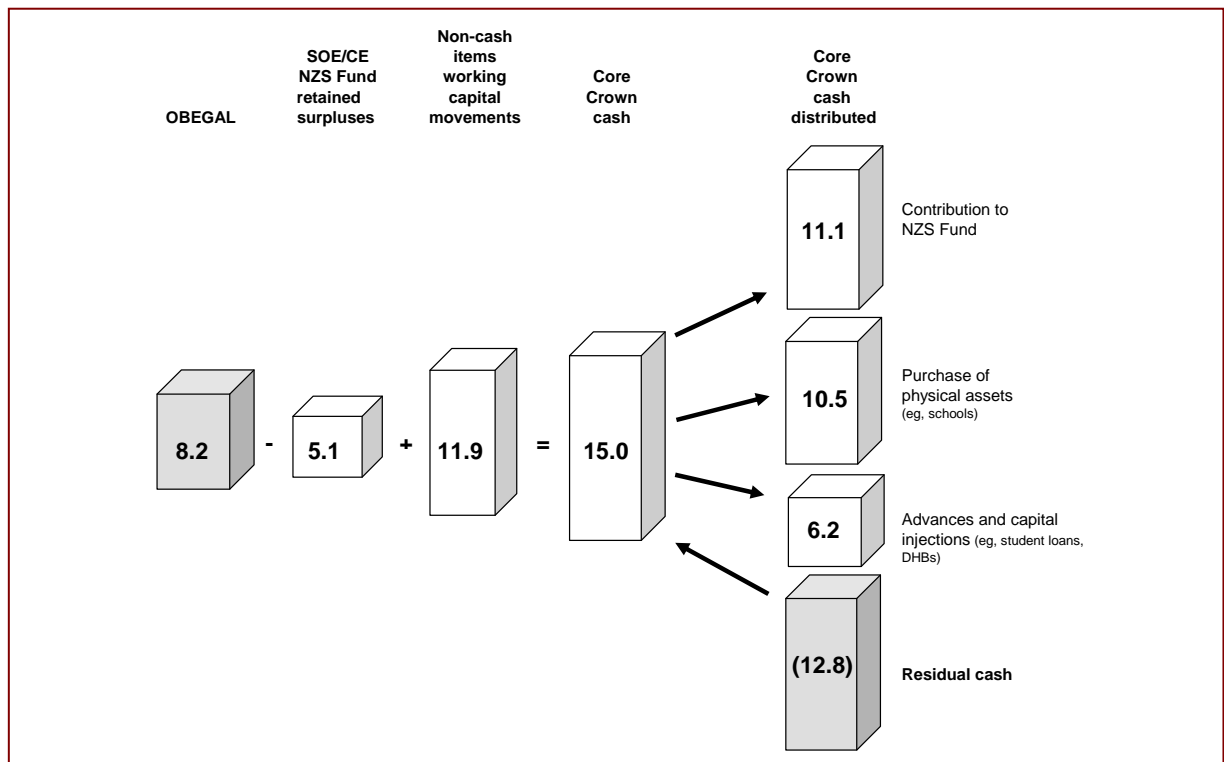 OBEGAL
SOE/CE
NZS Fund
retained
surpluses
Non-cash
items
working
capital
movements
Core
Crown
cash
Core
Crown
cash
distributed
11.1
Contribution to
NZS Fund
10.5
Purchase of
physical assets
(eg, schools)
8.2
-
5.1
+
11.9
=
15.0
6.2
Advances and capital
injections (eg, student loans,
DHBs)
(12.8)
Residual cash